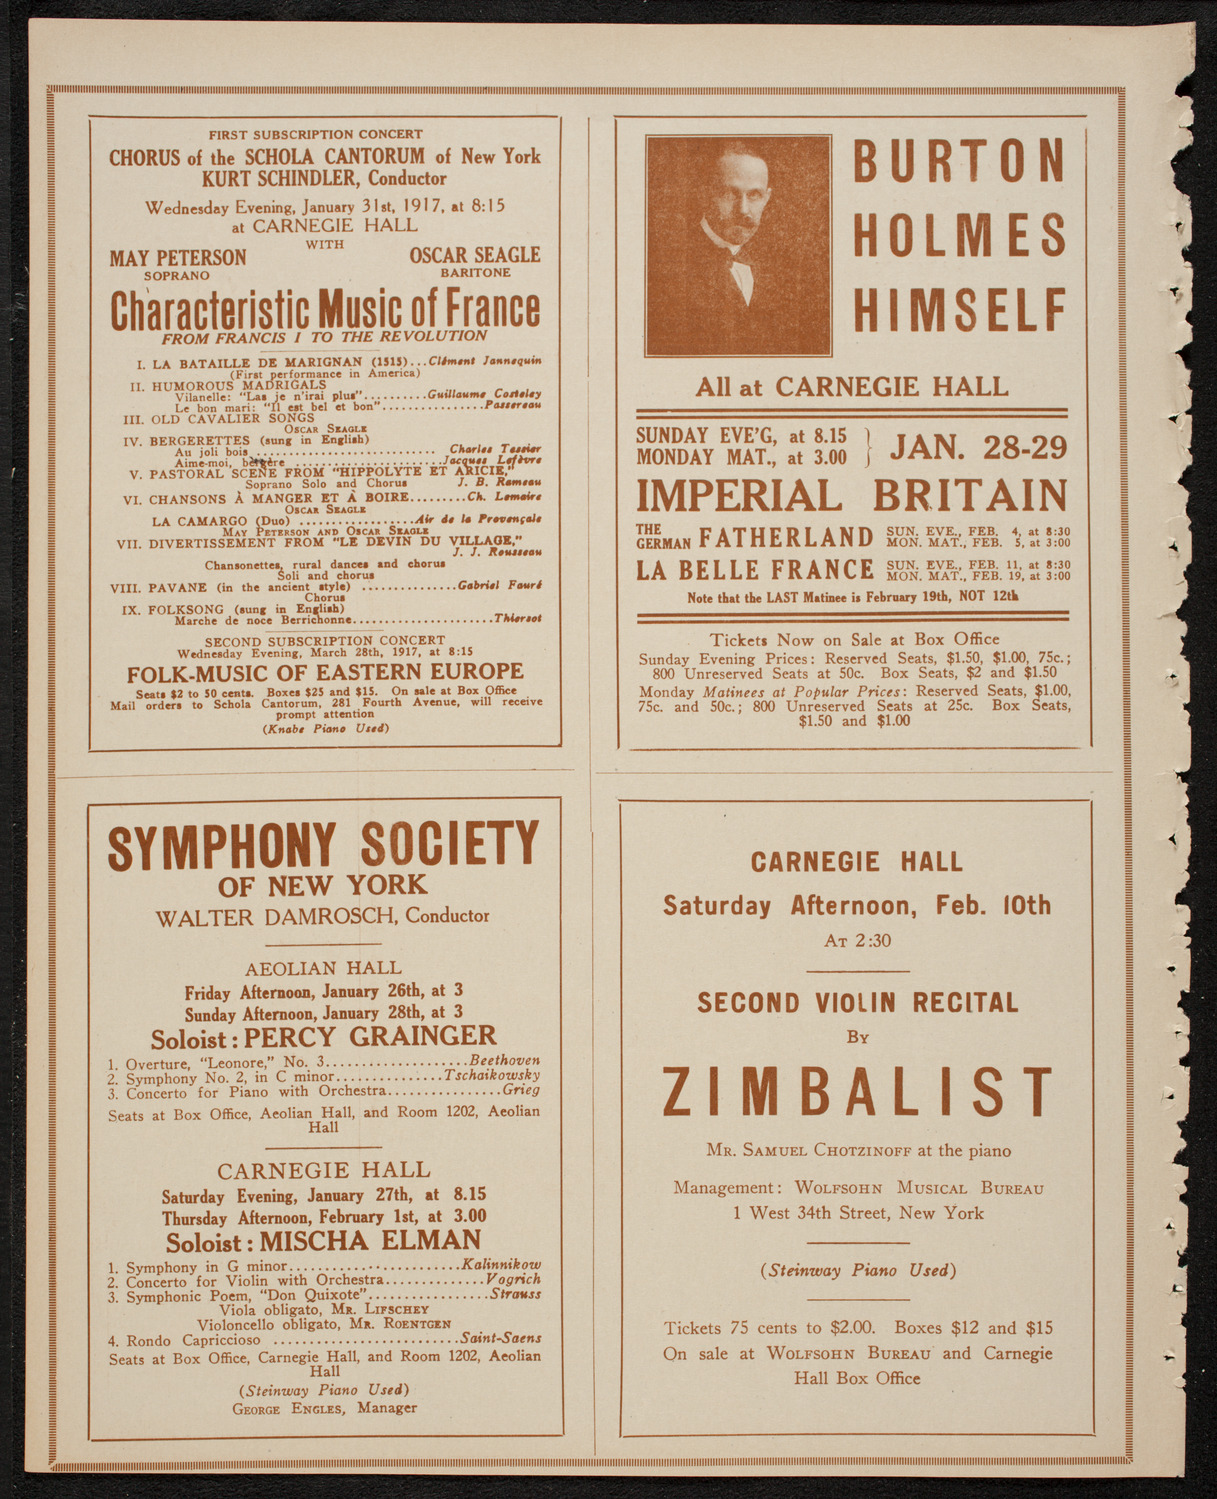 FIRST SUBSCRIPTION CONCERT
CHORUS of the SCHOLA CANTORUM of New York
KURT SCHINDLER, Conductor
Wednesday Evening, January 31st, 1917, at 8:15
at CARNEGIE HALL
WITH
MAY PETERSON OSCAR SEAGLE
SOPRANO BARITONE
Characteristic Music of France
FROM FRANCIS I TO THE REVOLUTION
I. LA BATAILLE DE MARIGNAN (1515)...Clément Jannequin
(First performance in America)
II. HUMOROUS MADRIGALS
Vilanelle: "Las je n'irai plus"..........Guillaume Costeley
Le bon mari: "Il est bel et bon"................Passereau
III. OLD CAVALIER SONGS
OSCAR SEAGLE
IV. BERGERETTES (sung in English)
Au joli bois............................. Charles Tessier
Aime-moi, bergère ......................Jacques Lefèvre
V. PASTORAL SCENE FROM "HIPPOLYTE ET ARICIE,"
Soprano Solo and Chorus J. B. Rameau
VI. CHANSONS À MANGER ET À BOIRE.........Ch. Lemaire
OSCAR SEAGLE
LA CAMARGO (Duo) ..................Air de la Provençale
MAY PETERSON AND OSCAR SEAGLE
VII. DIVERTISSEMENT FROM "LE DEVIN DU VILLAGE,"
J. J. Rousseau
Chansonettes, rural dances and chorus
Soli and chorus
VIII. PAVANE (in the ancient style) ..............Gabriel Fauré
Chorus
IX. FOLKSONG (sung in English)
Marche de noce Berrichonne.....................Thiersot
SECOND SUBSCRIPTION CONCERT
Wednesday Evening, March 28th, 1917, at 8:15
FOLK-MUSIC OF EASTERN EUROPE
Seats $2 to 50 cents. Boxes $25 and $15. On sale at Box Office
Mail orders to Schola Cantorum, 281 Fourth Avenue, will receive
prompt attention
(Knabe Piano Used)
BURTON
HOLMES
HIMSELF
All at CARNEGIE HALL
SUNDAY EVE'G, at 8.15
MONDAY MAT., at 3.00 } JAN. 28-29
IMPERIAL BRITAIN
THE GERMAN FATHERLAND SUN. EVE., FEB. 4, at 8:30
MON. MAT., FEB. 5, at 3:00
LA BELLE FRANCE SUN. EVE., FEB. 11, at 8:30
MON. MAT., FEB. 19, at 3:00
Note that the LAST Matinee is February 19th, NOT 12th
Tickets Now on Sale at Box Office
Sunday Evening Prices: Reserved Seats, $1.50, $1.00, 75c.;
800 Unreserved Seats at 50c. Box Seats, $2 and $1.50
Monday Matinees at Popular Prices: Reserved Seats, $1.00,
75c. and 50c.; 800 Unreserved Seats at 25c. Box Seats,
$1.50 and $1.00
SYMPHONY SOCIETY
OF NEW YORK
WALTER DAMROSCH, Conductor
AEOLIAN HALL
Friday Afternoon, January 26th, at 3
Sunday Afternoon, January 28th, at 3
Soloist: PERCY GRAINGER
1. Overture, "Leonore," No. 3...................Beethoven
2. Symphony No. 2, in C minor...............Tschaikowsky
3. Concerto for Piano with Orchestra................Grieg
Seats at Box Office, Aeolian Hall, and Room 1202, Aeolian
Hall
CARNEGIE HALL
Saturday Evening, January 27th, at 8.15
Thursday Afternoon, February 1st, at 3.00
Soloist: MISCHA ELMAN
1. Symphony in G minor........................Kalinnikow
2. Concerto for Violin with Orchestra..............Vogrich
3. Symphonic Poem, "Don Quixote".................Strauss
Viola obligato, MR. LIFSCHEY
Violoncello obligato, MR. ROENTGEN
4. Rondo Capriccioso ..........................Saint-Saens
Seats at Box Office, Carnegie Hall, and Room 1202, Aeolian
Hall
(Steinway Piano Used)
GEORGE ENGLES, Manager
CARNEGIE HALL
Saturday Afternoon, Feb. 10th
AT 2:30
SECOND VIOLIN RECITAL
BY
ZIMBALIST
MR. SAMUEL CHOTZINOFF at the piano
Management: WOLFSOHN MUSICAL BUREAU
1 West 34th Street, New York
(Steinway Piano Used)
Tickets 75 cents to $2.00. Boxes $12 and $15
On sale at WOLFSOHN BUREAU and Carnegie
Hall Box Office